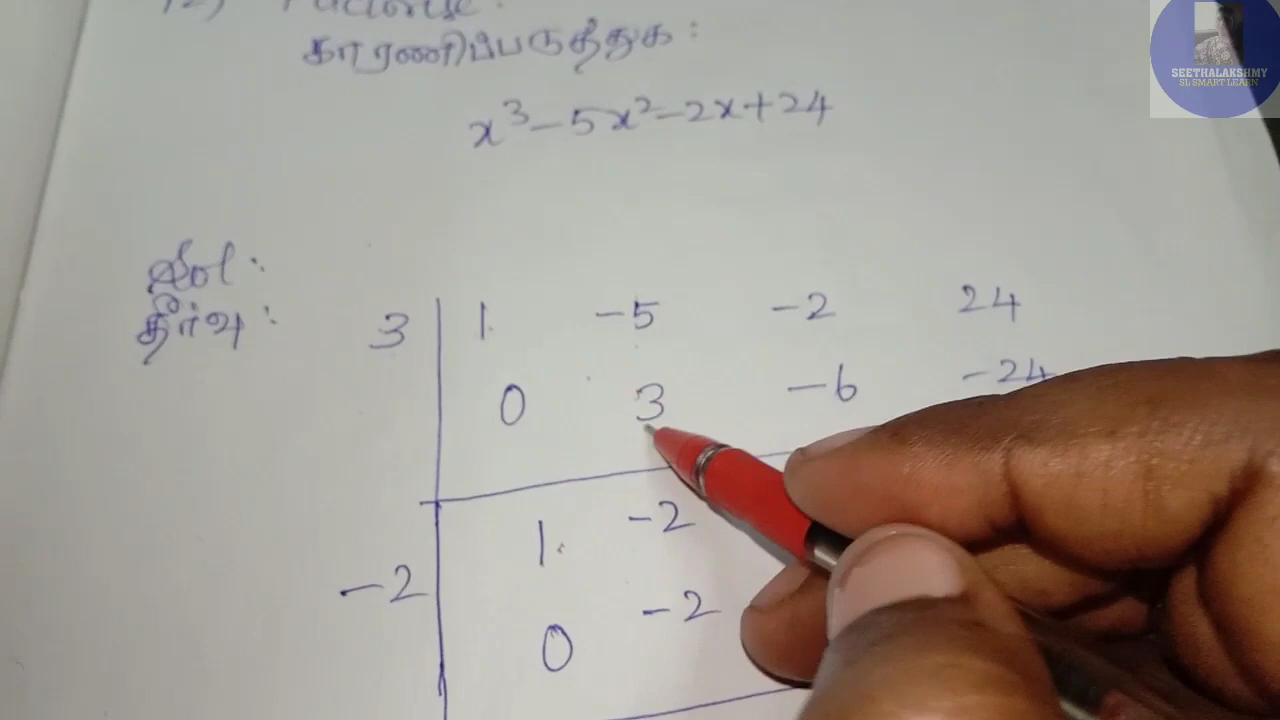 12)
காரணிப்படுத்துக :
x³ - 5x² - 2x + 24
தீர்வு : 3 1 -5 -2 24
0 3 -6 -24
1 -2
-2
0 -2
SEETHALAKSHMY
SL SMART LEARN